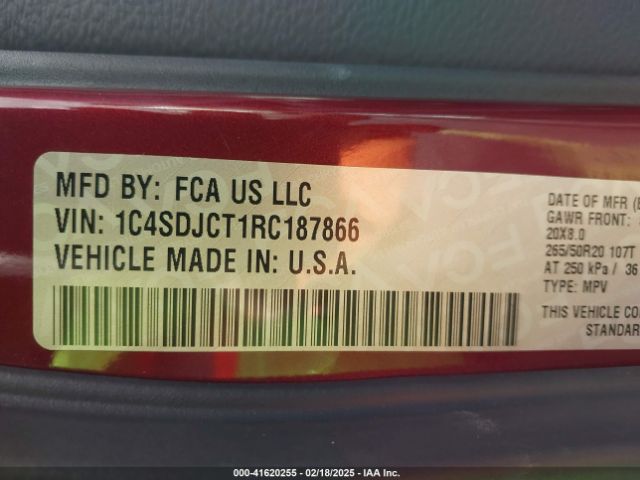 MFD BY: FCA US LLC
VIN: 1C4SDJCT1RC187866
VEHICLE MADE IN: U.S.A.
DATE OF MFR (
GAWR FRONT:
20X8.0
265/50R20 107T
AT 250 kPa / 36
TYPE: MPV
THIS VEHICLE CO
STANDAR
000-41620255 - 02/18/2025 - IAA Inc.